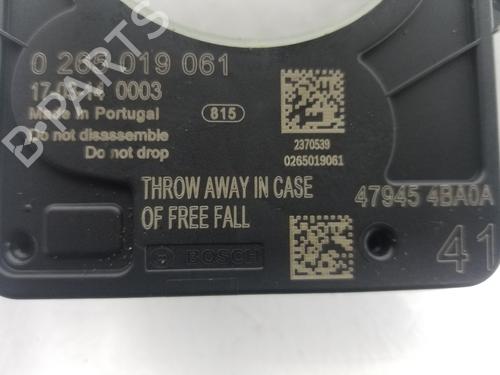 0 265 019 061
17-05-14 0003
Made in Portugal
815
Do not disassemble
Do not drop
2370539
0265019061
THROW AWAY IN CASE
OF FREE FALL
47945 4BA0A
BOSCH
41
B PARTS